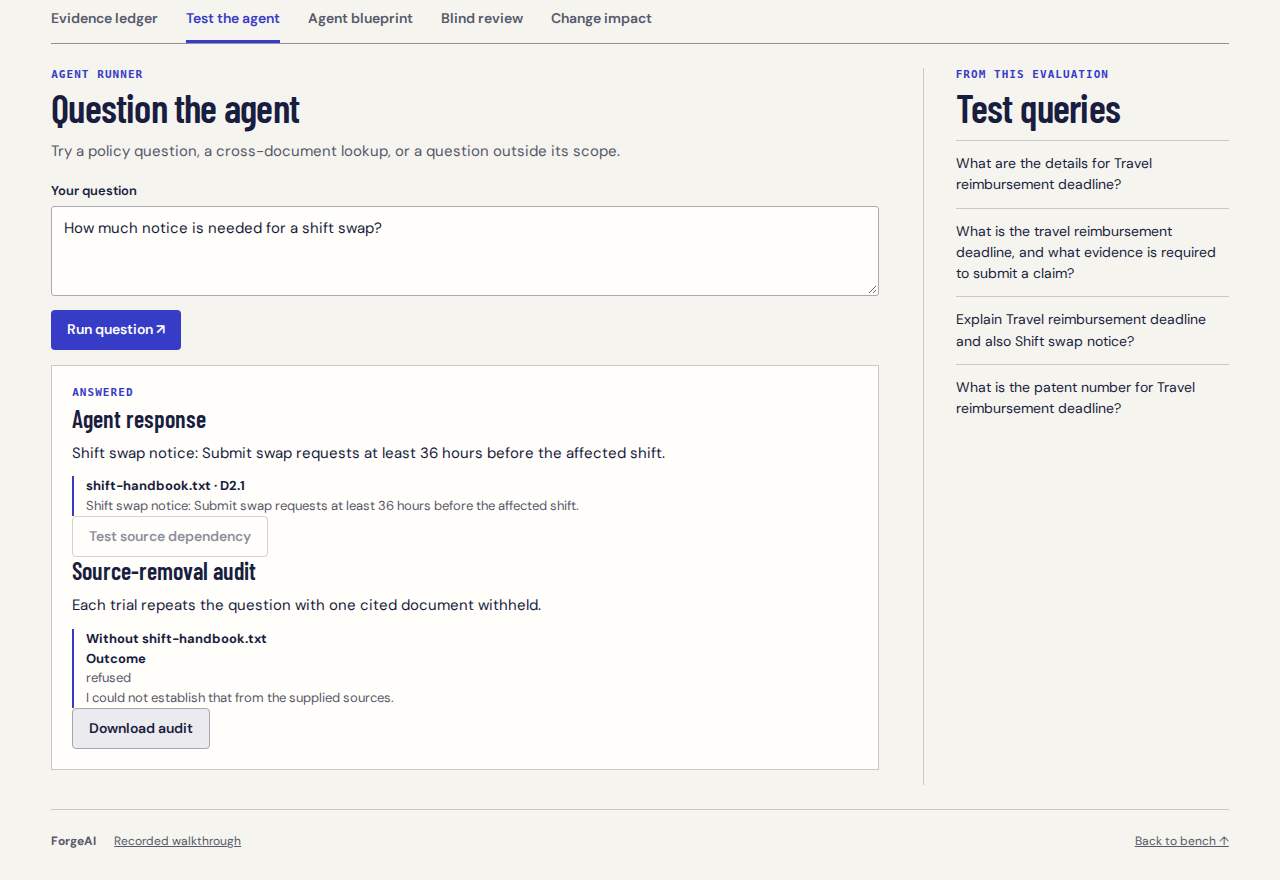 Evidence ledger
Test the agent
Agent blueprint
Blind review
Change impact
AGENT RUNNER
Question the agent
Try a policy question, a cross-document lookup, or a question outside its scope.
Your question
How much notice is needed for a shift swap?
Run question ↗
ANSWERED
Agent response
Shift swap notice: Submit swap requests at least 36 hours before the affected shift.
shift-handbook.txt · D2.1
Shift swap notice: Submit swap requests at least 36 hours before the affected shift.
Test source dependency
Source-removal audit
Each trial repeats the question with one cited document withheld.
Without shift-handbook.txt
Outcome
refused
I could not establish that from the supplied sources.
Download audit
FROM THIS EVALUATION
Test queries
What are the details for Travel
reimbursement deadline?
What is the travel reimbursement
deadline, and what evidence is required
to submit a claim?
Explain Travel reimbursement deadline
and also Shift swap notice?
What is the patent number for Travel
reimbursement deadline?
ForgeAI
Recorded walkthrough
Back to bench ↑